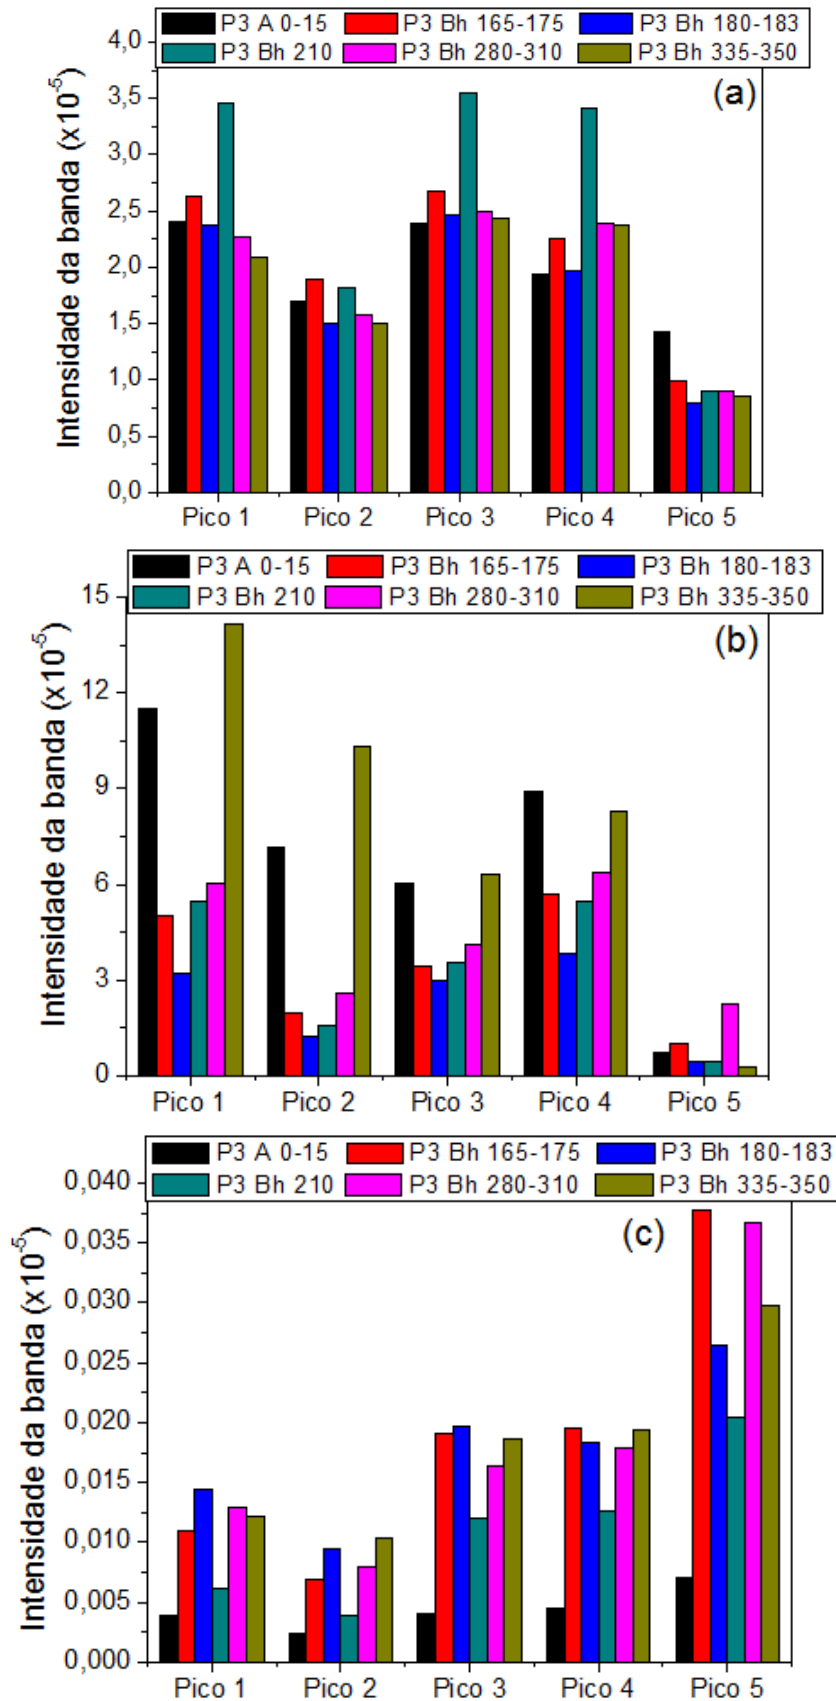 P3 A 0-15 P3 Bh 165-175 P3 Bh 180-183
P3 Bh 210 P3 Bh 280-310 P3 Bh 335-350
(a)
Intensidade da banda (x10-5)
4,0
3,5
3,0
2,5
2,0
1,5
1,0
0,5
0,0
Pico 1 Pico 2 Pico 3 Pico 4 Pico 5
P3 A 0-15 P3 Bh 165-175 P3 Bh 180-183
P3 Bh 210 P3 Bh 280-310 P3 Bh 335-350
(b)
Intensidade da banda (x10-5)
15
12
9
6
3
0
Pico 1 Pico 2 Pico 3 Pico 4 Pico 5
P3 A 0-15 P3 Bh 165-175 P3 Bh 180-183
P3 Bh 210 P3 Bh 280-310 P3 Bh 335-350
(c)
Intensidade da banda (x10-5)
0,040
0,035
0,030
0,025
0,020
0,015
0,010
0,005
0,000
Pico 1 Pico 2 Pico 3 Pico 4 Pico 5